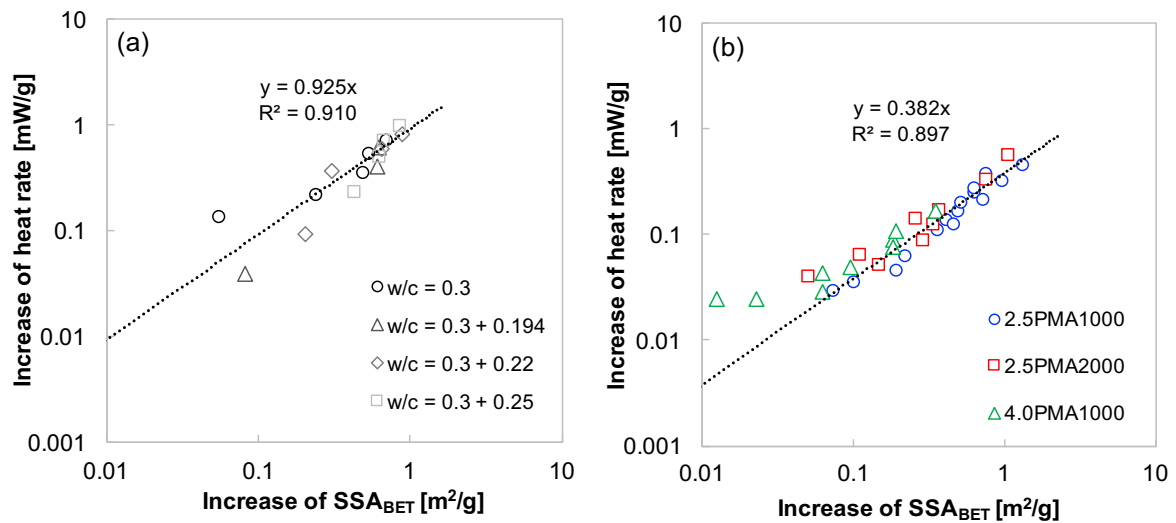 (a)
Increase of heat rate [mW/g]
10
1
0.1
0.01
0.001
y = 0.925x
R² = 0.910
w/c = 0.3
w/c = 0.3 + 0.194
w/c = 0.3 + 0.22
w/c = 0.3 + 0.25
0.01
0.1
1
10
Increase of SSABET [m²/g]
(b)
Increase of heat rate [mW/g]
10
1
0.1
0.01
0.001
y = 0.382x
R² = 0.897
2.5PMA1000
2.5PMA2000
4.0PMA1000
0.01
0.1
1
10
Increase of SSABET [m²/g]